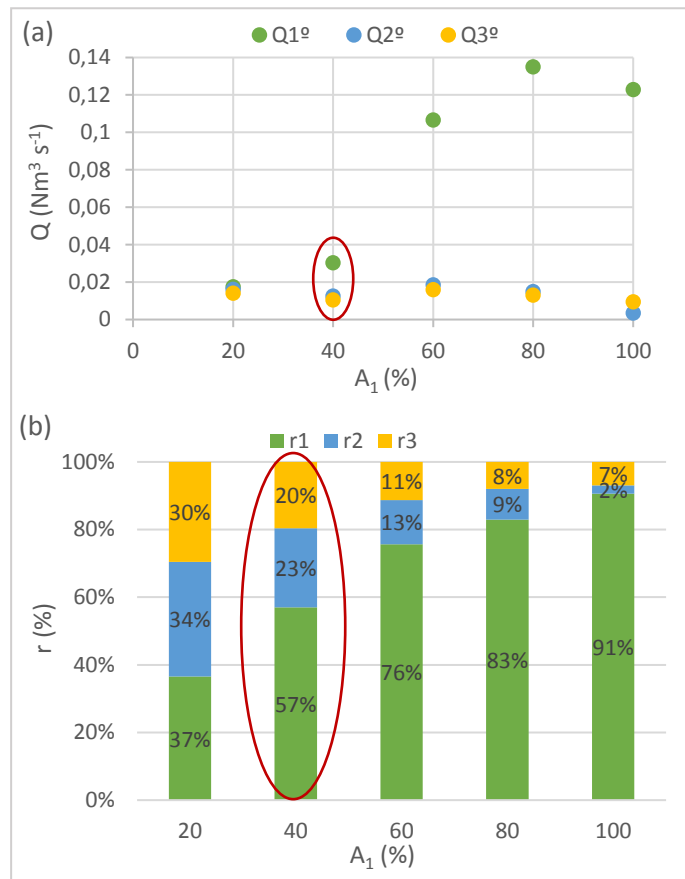 (a)
Q1º Q2º Q3º
0,14
0,12
0,1
0,08
0,06
0,04
0,02
0
Q (Nm³ s⁻¹)
0 20 40 60 80 100
A₁ (%)
(b)
r1 r2 r3
100%
80%
60%
40%
20%
0%
r (%)
30% 20% 11% 8% 7%
34% 23% 13% 9% 2%
37% 57% 76% 83% 91%
20 40 60 80 100
A₁ (%)